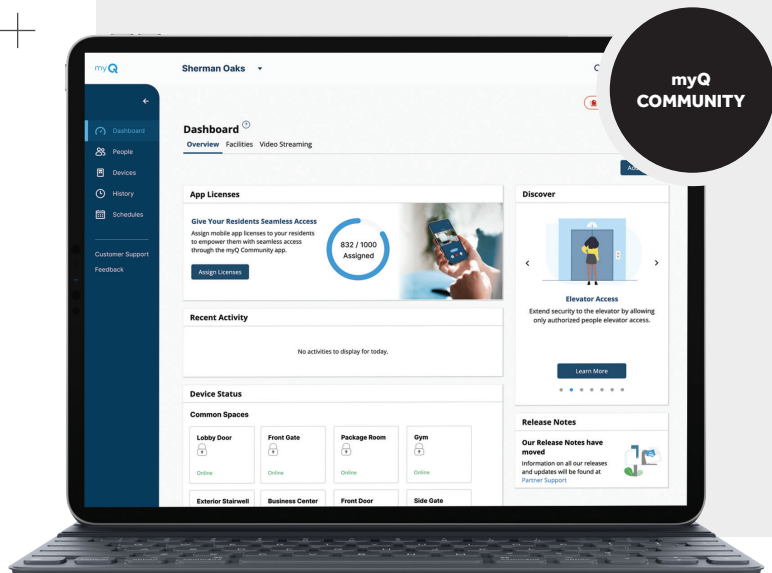 myQ
Sherman Oaks
myQ
COMMUNITY
Dashboard
Dashboard
Overview Facilities Video Streaming
People
Devices
History
Schedules
Customer Support
Feedback
App Licenses
Give Your Residents Seamless Access
Assign mobile app licenses to your residents
to empower them with seamless access
through the myQ Community app.
832 / 1000
Assigned
Assign Licenses
Discover
Elevator Access
Extend security to the elevator by allowing
only authorized people elevator access.
Learn More
Recent Activity
No activities to display for today.
Device Status
Common Spaces
Lobby Door
Online
Front Gate
Online
Package Room
Online
Gym
Online
Exterior Stairwell
Business Center
Front Door
Side Gate
Release Notes
Our Release Notes have
moved
Information on all our releases
and updates will be found at
Partner Support